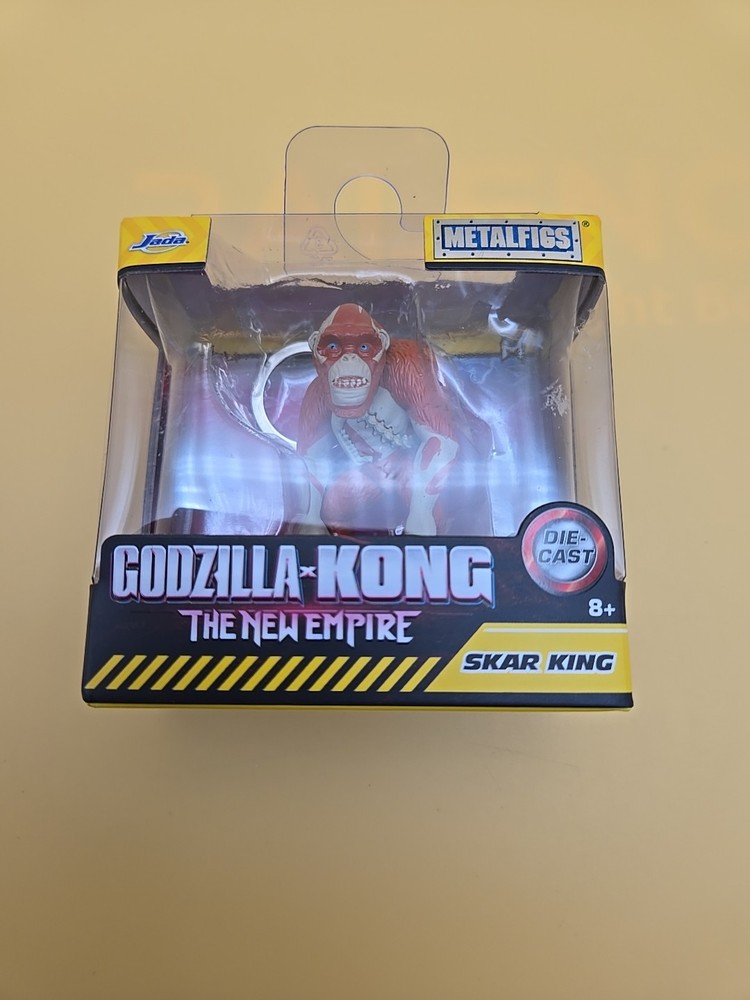 Jada
METALFIGS®
GODZILLA x KONG
THE NEW EMPIRE
DIE-
CAST
8+
SKAR KING